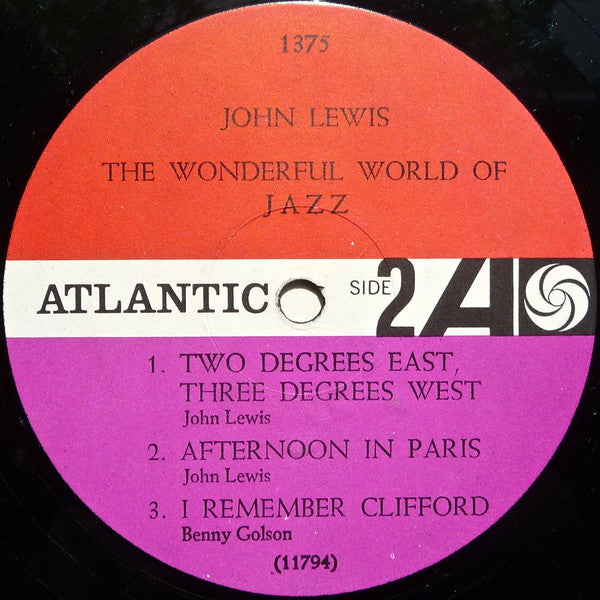 1375
JOHN LEWIS
THE WONDERFUL WORLD OF
JAZZ
ATLANTIC SIDE 2 A
1. TWO DEGREES EAST,
THREE DEGREES WEST
John Lewis
2. AFTERNOON IN PARIS
John Lewis
3. I REMEMBER CLIFFORD
Benny Golson
(11794)